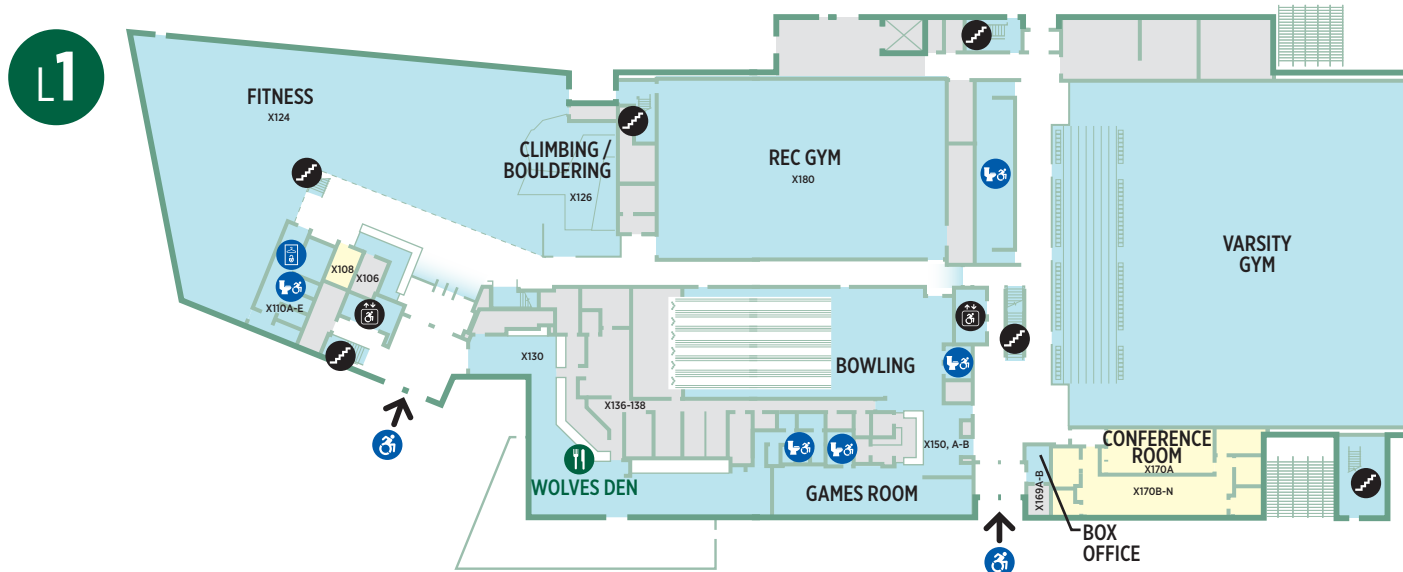 L1
FITNESS
X124
CLIMBING /
BOULDERING
X126
REC GYM
X180
VARSITY
GYM
X108
X106
X110A-E
X130
BOWLING
X136-138
X150, A-B
WOLVES DEN
GAMES ROOM
CONFERENCE
ROOM
X170A
X170B-N
X169A-B
BOX
OFFICE